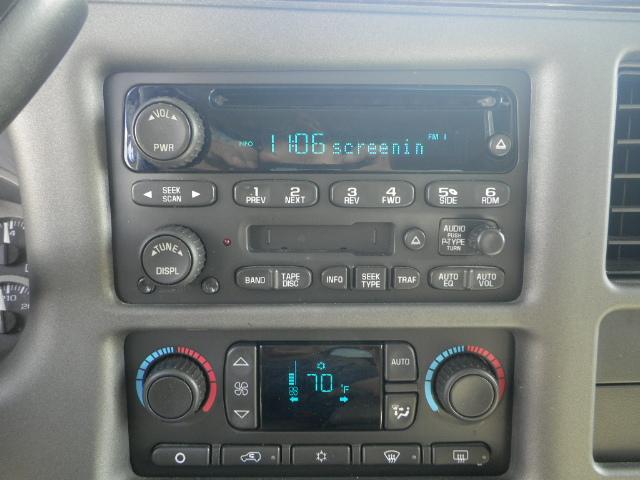 VOL
PWR
INFO 1106 screenin FM 1
SEEK
SCAN
1 PREV 2 NEXT 3 REV 4 FWD 5 SIDE 6 RDM
TUNE
DISPL
AUDIO
PUSH
P-TYPE
TURN
BAND TAPE DISC INFO SEEK TYPE TRAF AUTO EQ AUTO VOL
70 °F
AUTO
4
210